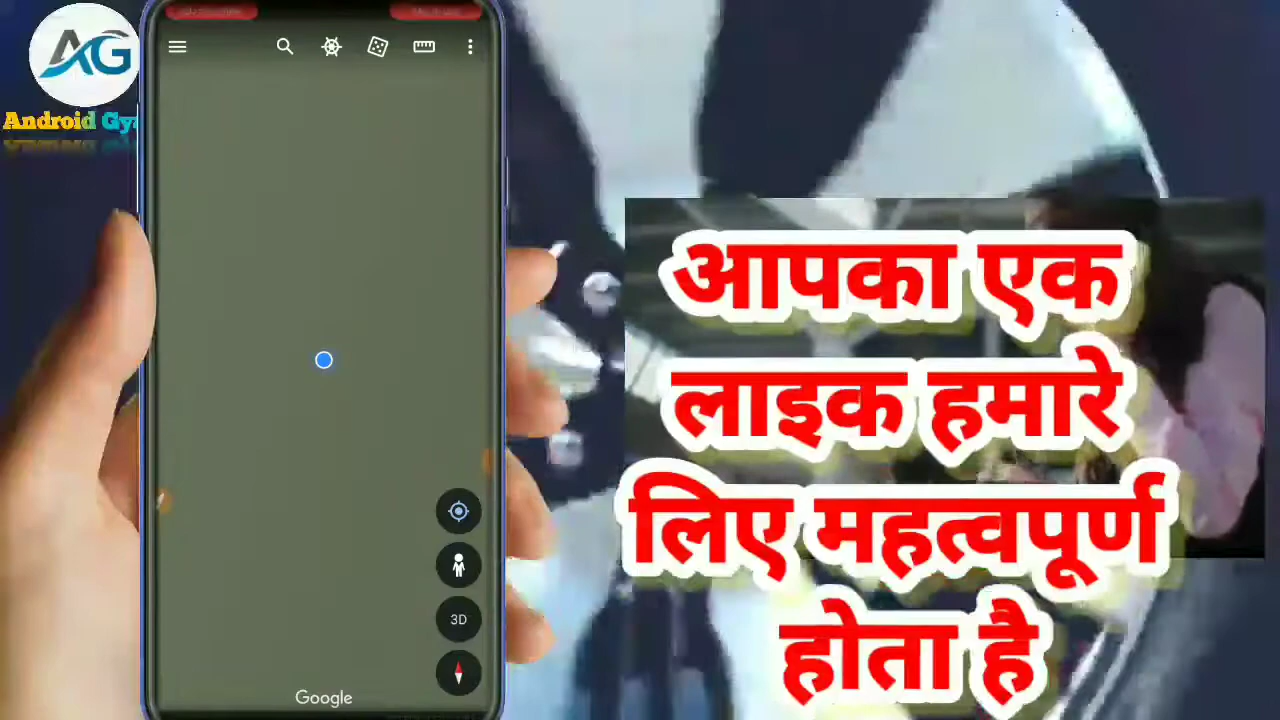 AG
Android Gy
3D
Google
आपका एक
लाइक हमारे
लिए महत्वपूर्ण
होता है